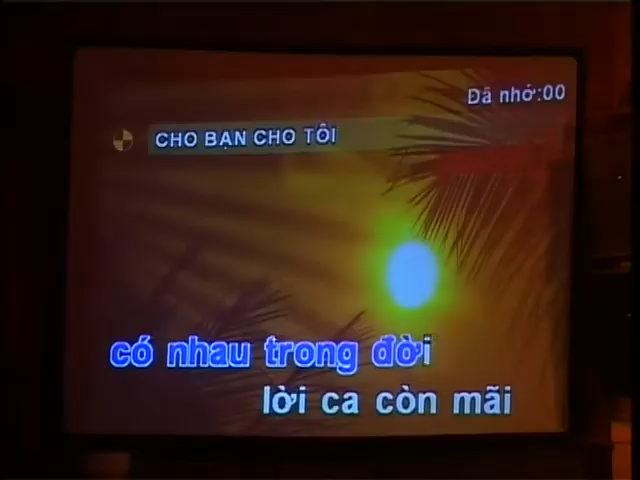 Đã nhớ:00
CHO BẠN CHO TÔI
có nhau trong đời
lời ca còn mãi